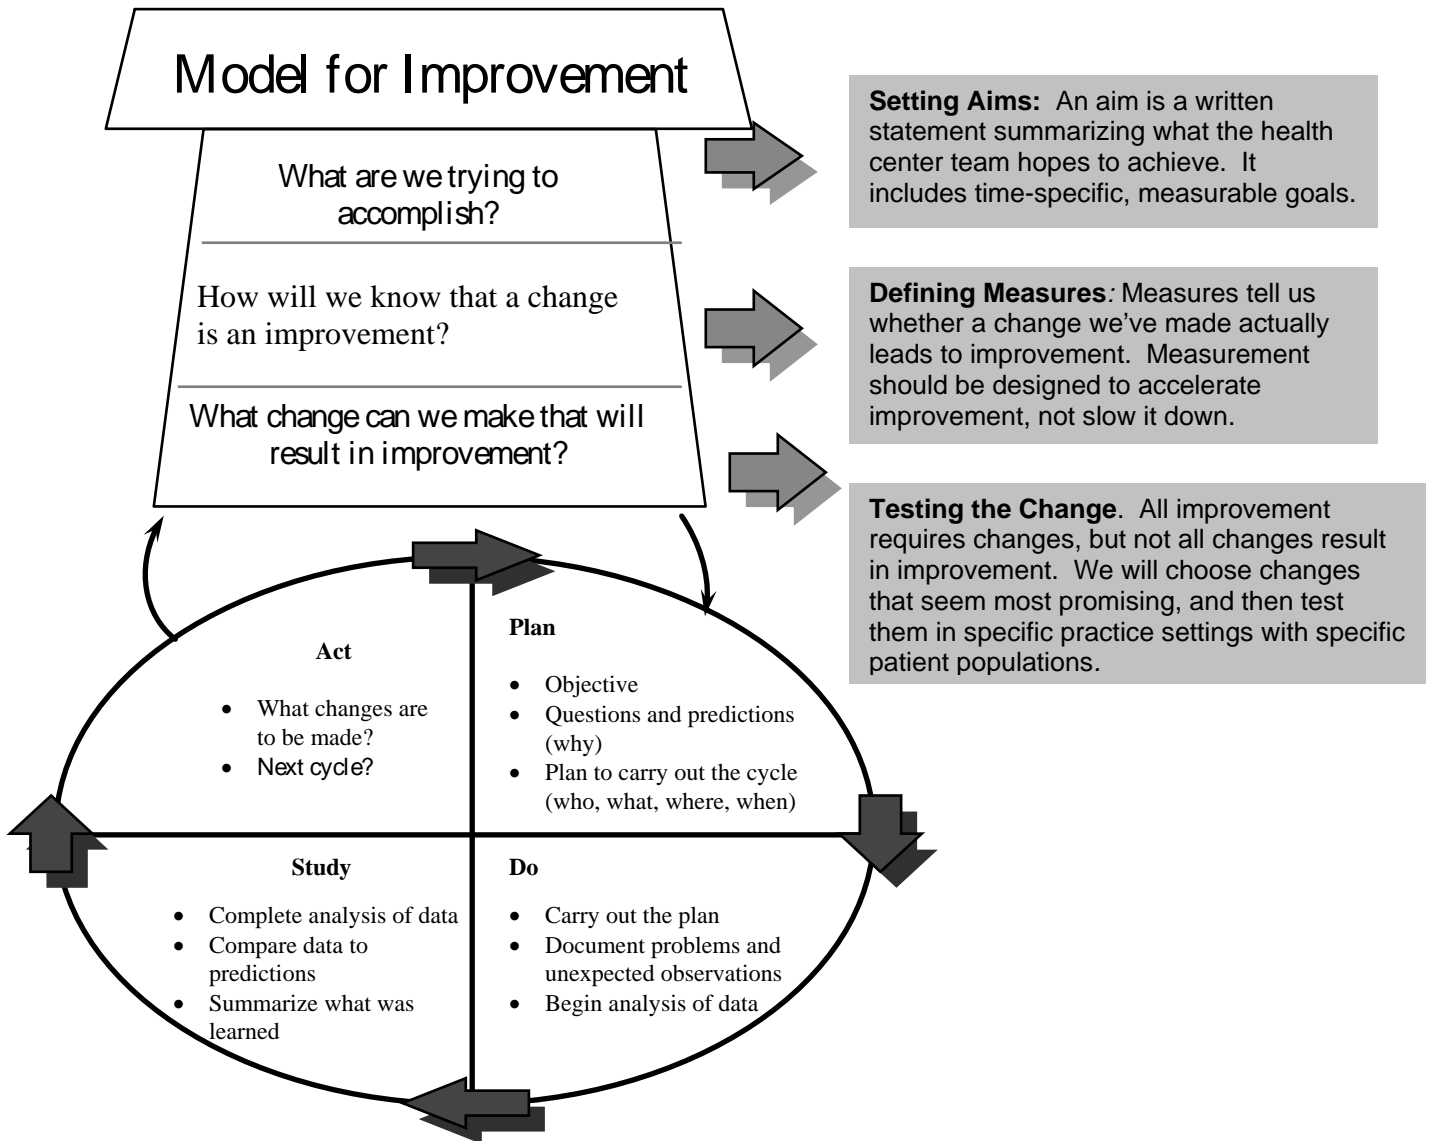 Model for Improvement
What are we trying to
accomplish?
How will we know that a change
is an improvement?
What change can we make that will
result in improvement?
Setting Aims:  An aim is a written
statement summarizing what the health
center team hopes to achieve.  It
includes time-specific, measurable goals.
Defining Measures: Measures tell us
whether a change we’ve made actually
leads to improvement.  Measurement
should be designed to accelerate
improvement, not slow it down.
Testing the Change.  All improvement
requires changes, but not all changes result
in improvement.  We will choose changes
that seem most promising, and then test
them in specific practice settings with specific
patient populations.
Act
• What changes are
to be made?
• Next cycle?
Plan
• Objective
• Questions and predictions
(why)
• Plan to carry out the cycle
(who, what, where, when)
Study
• Complete analysis of data
• Compare data to
predictions
• Summarize what was
learned
Do
• Carry out the plan
• Document problems and
unexpected observations
• Begin analysis of data